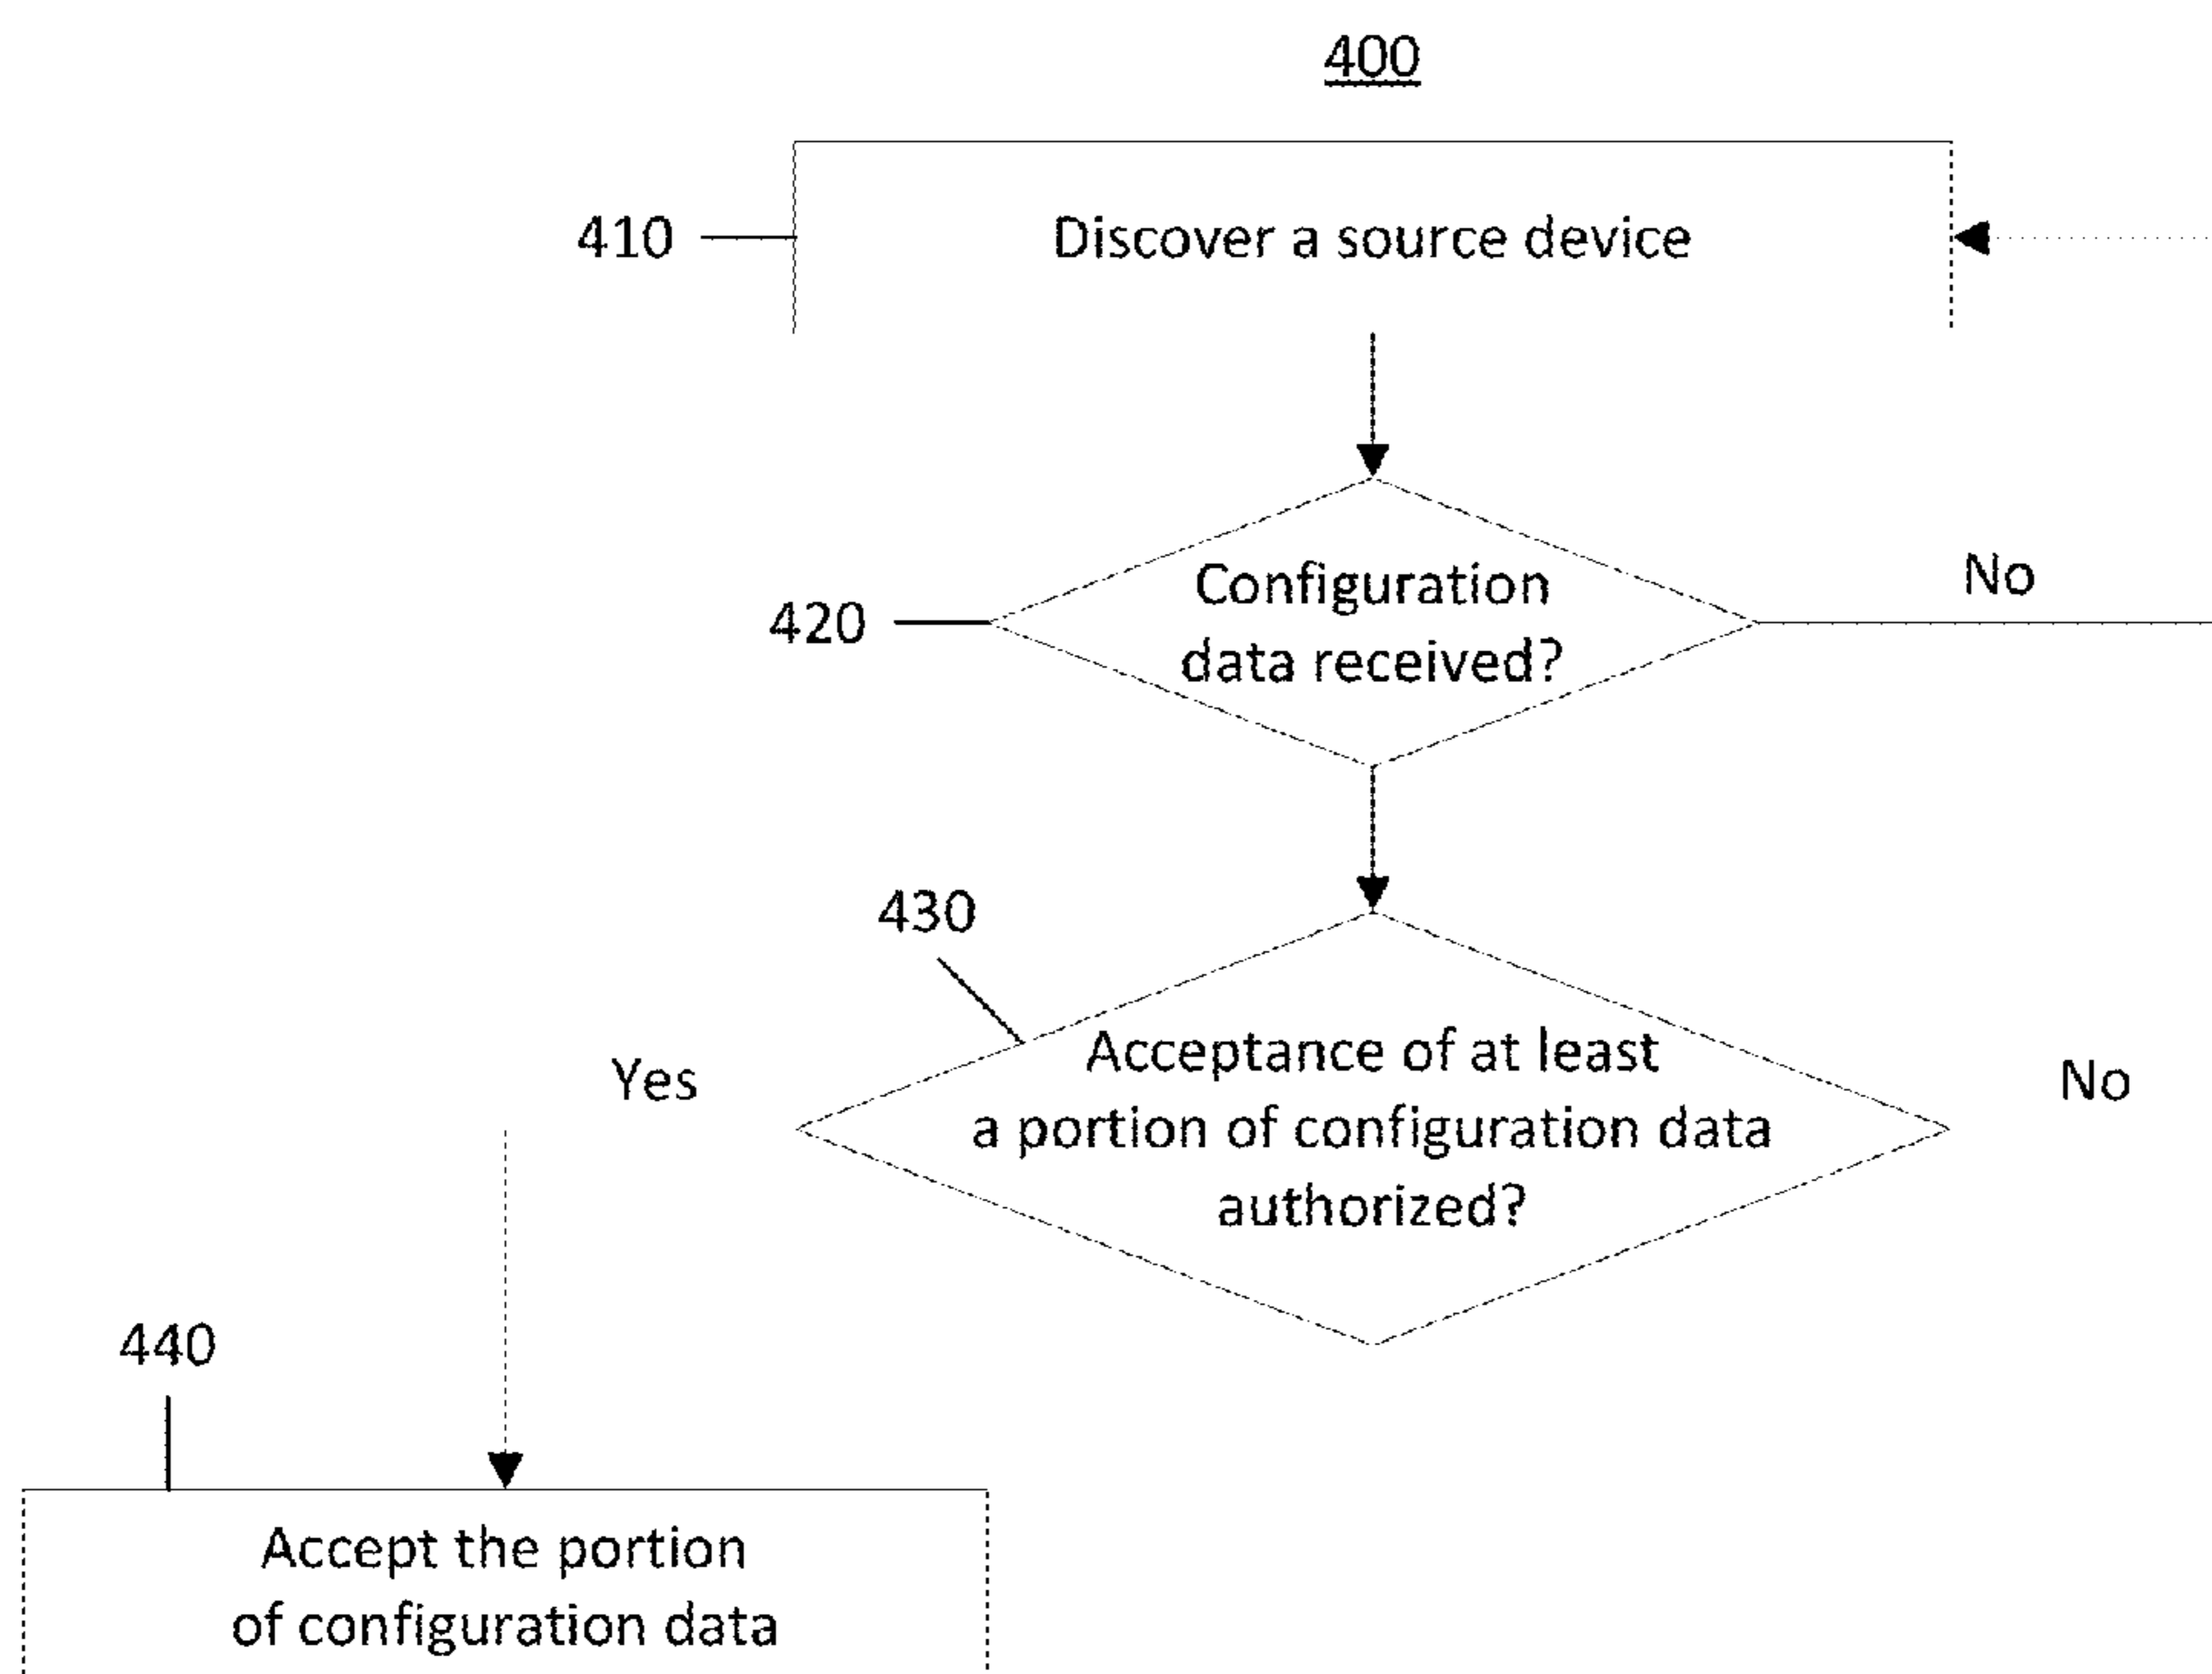 400
410
Discover a source device
420
Configuration
data received?
No
430
Acceptance of at least
a portion of configuration data
authorized?
Yes
No
440
Accept the portion
of configuration data